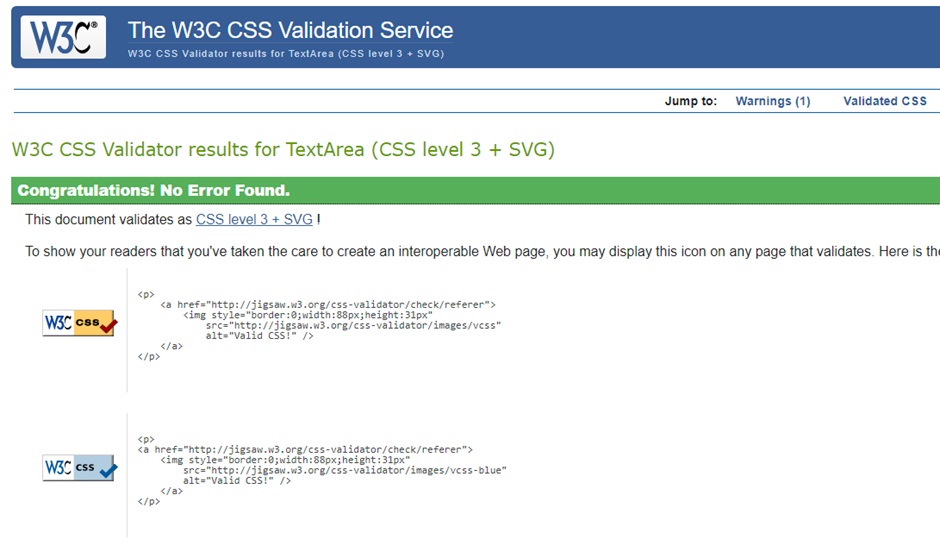 W3C®
The W3C CSS Validation Service
W3C CSS Validator results for TextArea (CSS level 3 + SVG)
Jump to: Warnings (1) Validated CSS
W3C CSS Validator results for TextArea (CSS level 3 + SVG)
Congratulations! No Error Found.
This document validates as CSS level 3 + SVG !
To show your readers that you've taken the care to create an interoperable Web page, you may display this icon on any page that validates. Here is the
W3C css
<p>
<a href="http://jigsaw.w3.org/css-validator/check/referer">
<img style="border:0;width:88px;height:31px"
src="http://jigsaw.w3.org/css-validator/images/vcss"
alt="Valid CSS!" />
</a>
</p>
W3C css
<p>
<a href="http://jigsaw.w3.org/css-validator/check/referer">
<img style="border:0;width:88px;height:31px"
src="http://jigsaw.w3.org/css-validator/images/vcss-blue"
alt="Valid CSS!" />
</a>
</p>